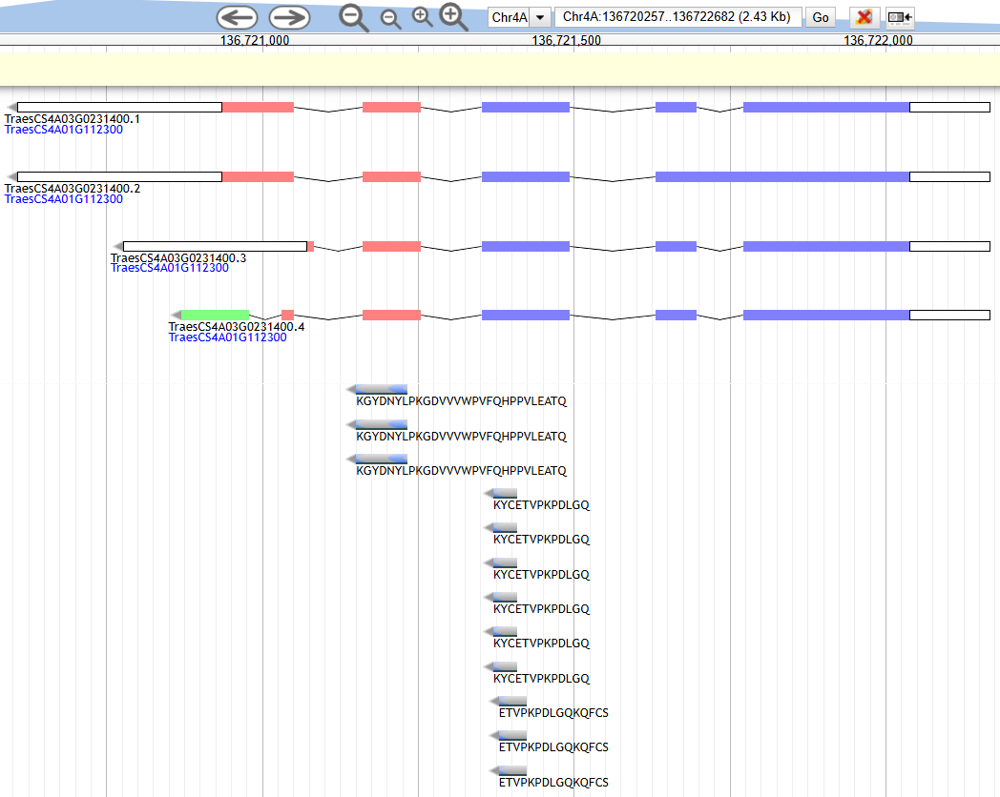 Chr4A Chr4A:136720257..136722682 (2.43 Kb) Go
136,721,000 136,721,500 136,722,000
TraesCS4A03G0231400.1
TraesCS4A01G112300
TraesCS4A03G0231400.2
TraesCS4A01G112300
TraesCS4A03G0231400.3
TraesCS4A01G112300
TraesCS4A03G0231400.4
TraesCS4A01G112300
KGYDNYLPKGDVVVWPVFQHPPVLEATQ
KGYDNYLPKGDVVVWPVFQHPPVLEATQ
KGYDNYLPKGDVVVWPVFQHPPVLEATQ
KYCETVPKPDLGQ
KYCETVPKPDLGQ
KYCETVPKPDLGQ
KYCETVPKPDLGQ
KYCETVPKPDLGQ
KYCETVPKPDLGQ
ETVPKPDLGQKQFCS
ETVPKPDLGQKQFCS
ETVPKPDLGQKQFCS